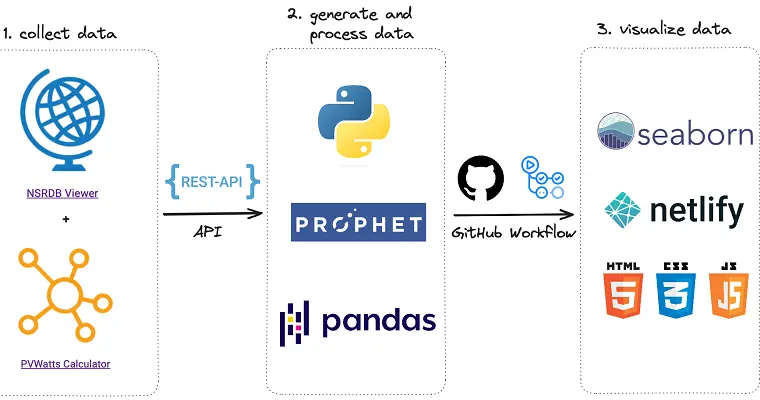 1. collect data
NSRDB Viewer
+
PVWatts Calculator
{REST-API}
API
2. generate and
process data
PROPHET
pandas
GitHub Workflow
3. visualize data
seaborn
netlify
HTML CSS JS
5 3 JS